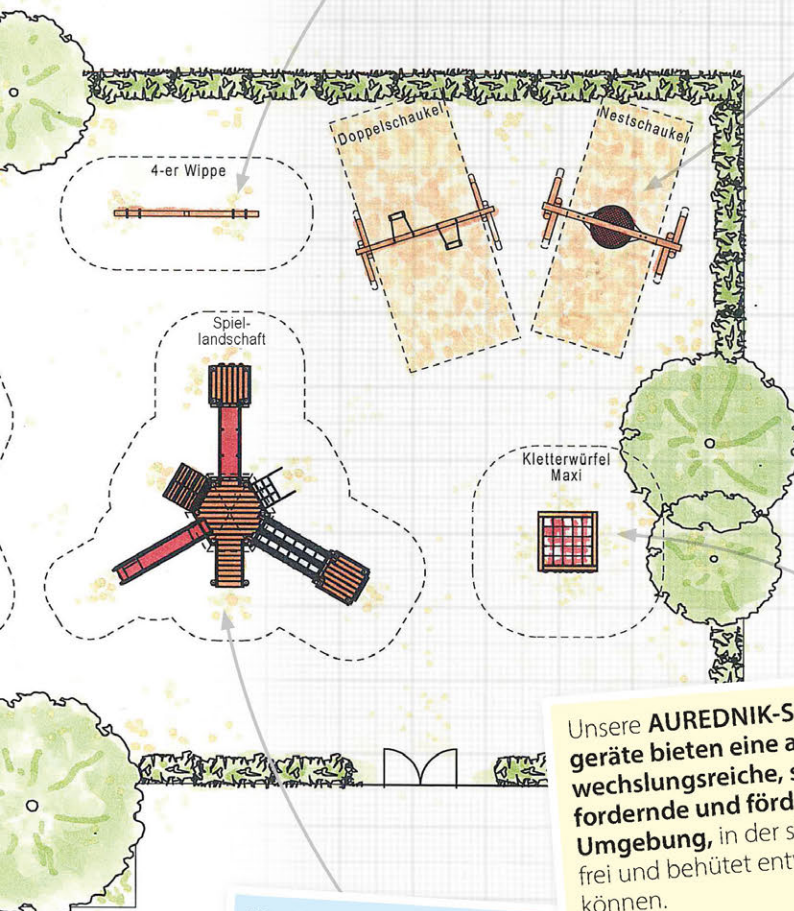 4-er Wippe
Doppelschaukel
Nestschaukel
Spiel-
landschaft
Kletterwürfel
Maxi
Unsere AUREDNIK-S
geräte bieten eine a
wechslungsreiche, s
fordernde und förd
Umgebung, in der s
frei und behütet ent
können.